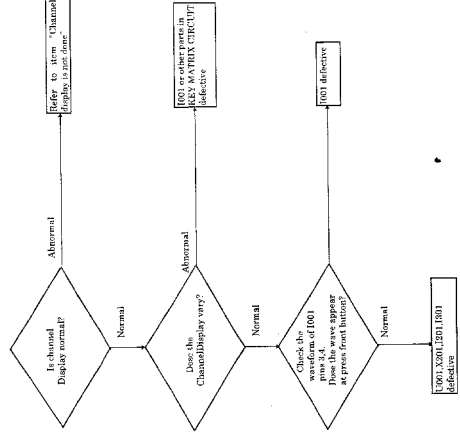 Is channel
Display normal?
Abnormal
Refer to item "Channel
display is not done"
Normal
Dose the
ChannelDisplay vary?
Abnormal
I001 or other parts in
KEY MATRIX CIRCUIT
defective
Normal
Check the
waveform of I001
pins 3,4.
Dose the wave appear
at press front button?
I001 defective
Normal
U001,X201,I201,I301
defective